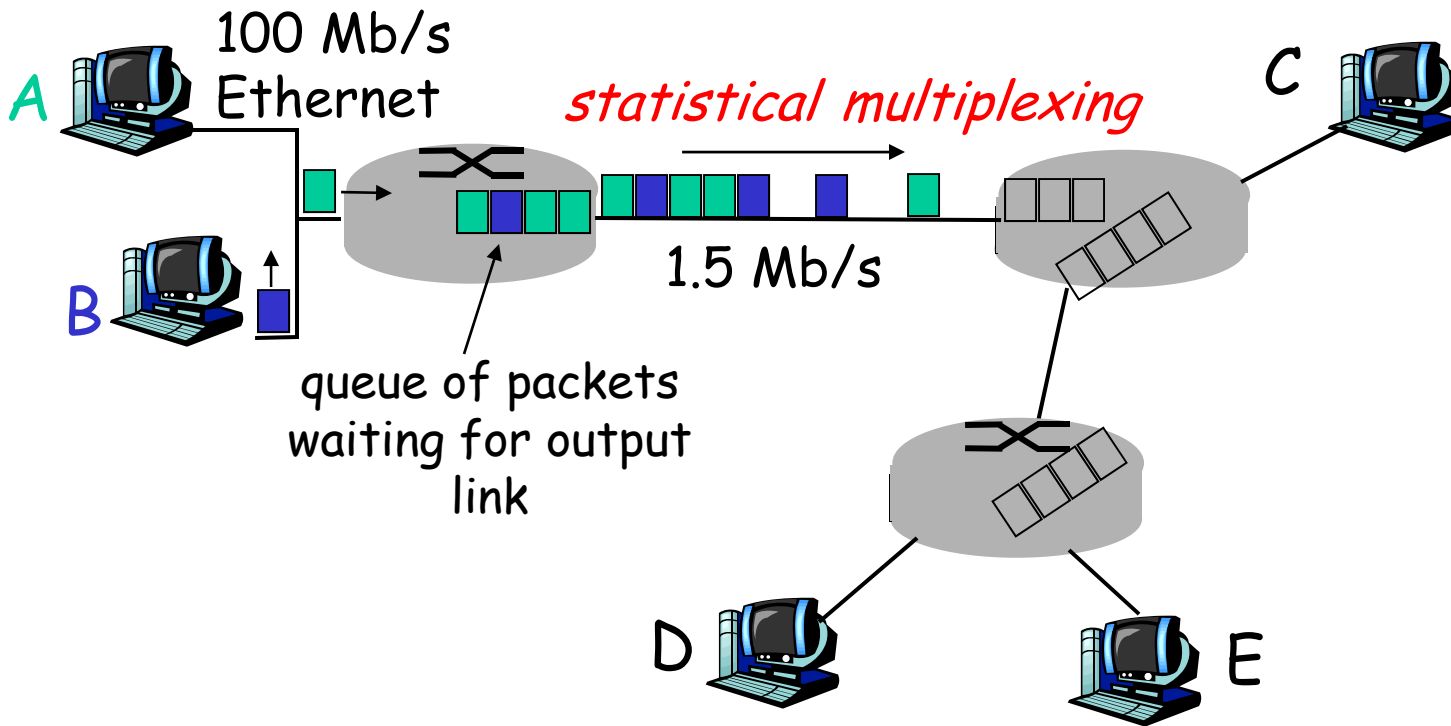 A
100 Mb/s
Ethernet
statistical multiplexing
C
B
1.5 Mb/s
queue of packets
waiting for output
link
D
E